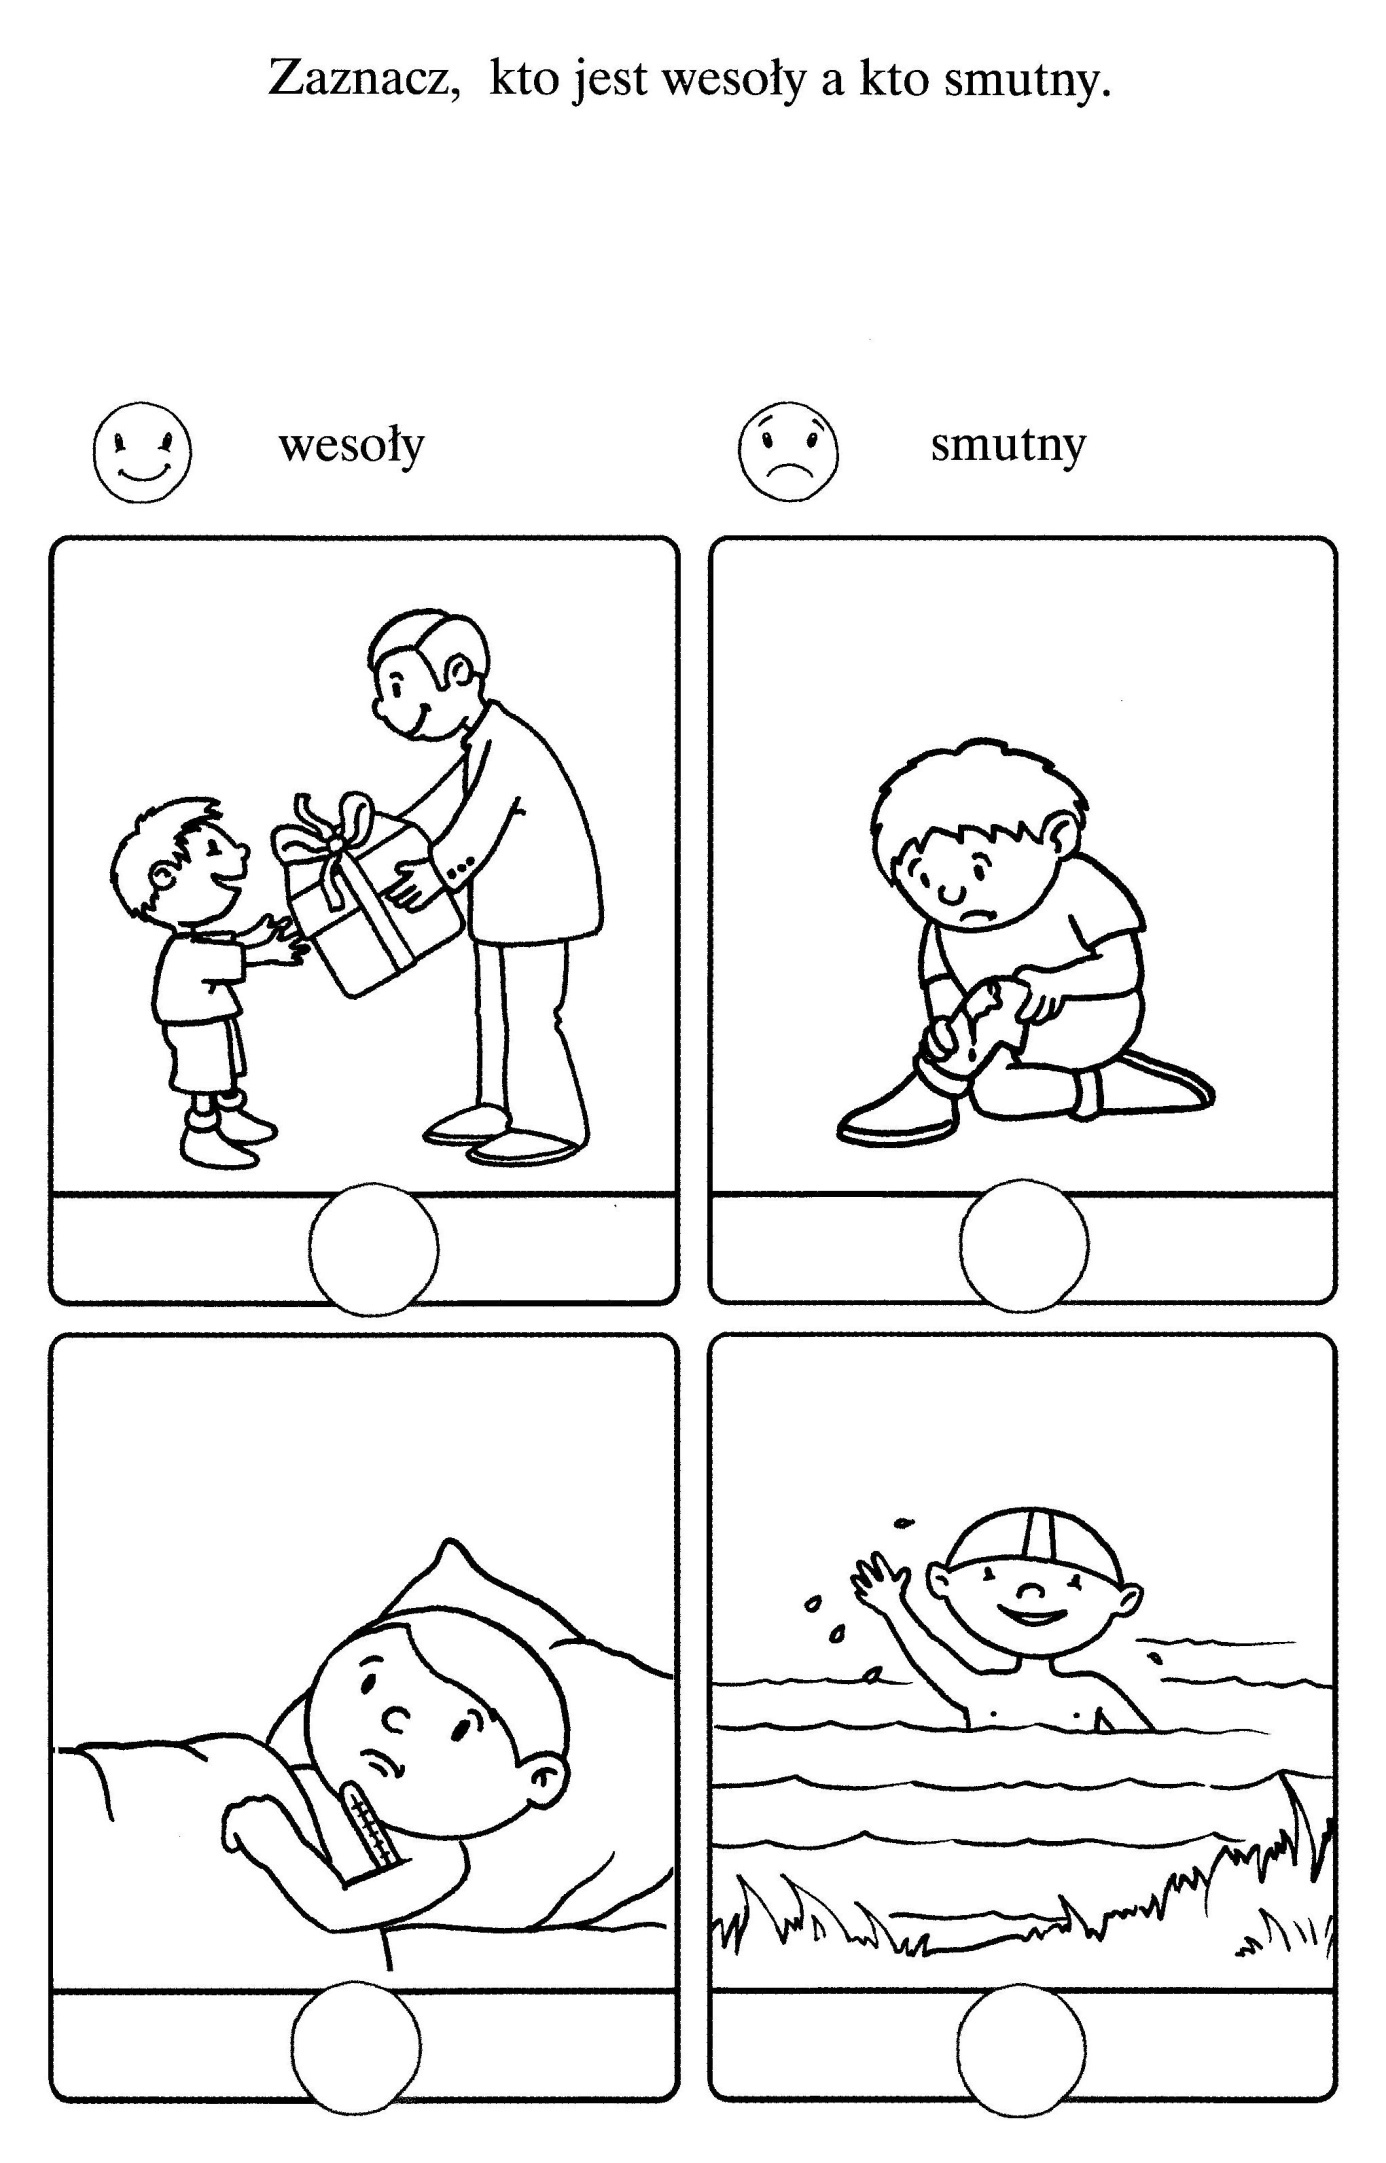 Zaznacz, kto jest wesoły a kto smutny.
wesoły
smutny